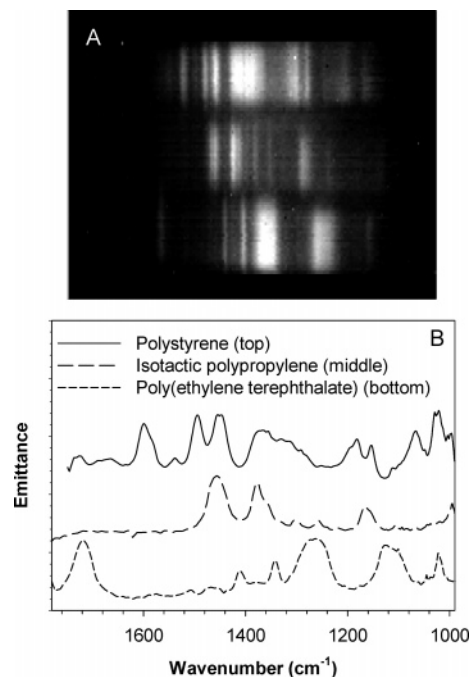 A
B
Polystyrene (top)
Isotactic polypropylene (middle)
Poly(ethylene terephthalate) (bottom)
Emittance
1600
1400
1200
1000
Wavenumber (cm⁻¹)